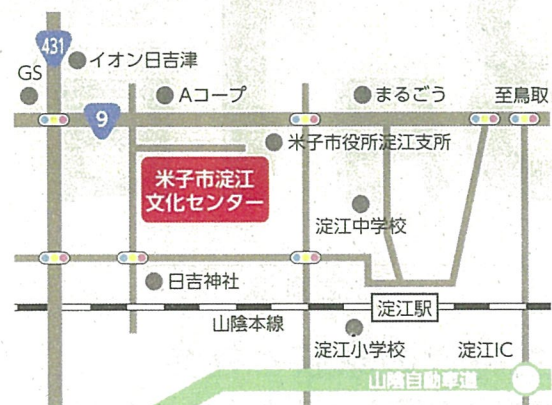 431
イオン日吉津
GS
Aコープ
まるごう
至鳥取
9
米子市役所淀江支所
米子市淀江
文化センター
淀江中学校
日吉神社
淀江駅
山陰本線
淀江小学校
淀江IC
山陰自動車道